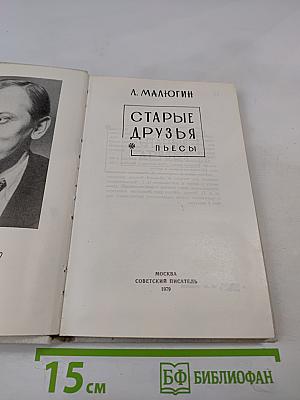 Л. МАЛЮГИН
СТАРЫЕ
ДРУЗЬЯ
ПЬЕСЫ
МОСКВА
СОВЕТСКИЙ ПИСАТЕЛЬ
1979
15 см
БФ БИБЛИОФАН